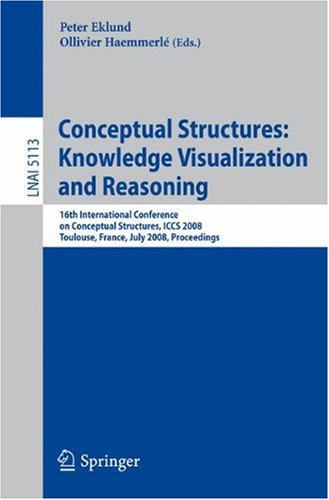 Peter Eklund
Ollivier Haemmerlé (Eds.)
LNAI 5113
Conceptual Structures:
Knowledge Visualization
and Reasoning
16th International Conference
on Conceptual Structures, ICCS 2008
Toulouse, France, July 2008, Proceedings
Springer